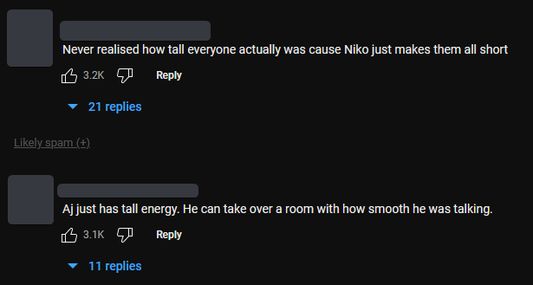 Never realised how tall everyone actually was cause Niko just makes them all short
3.2K Reply
21 replies
Likely spam (+)
Aj just has tall energy. He can take over a room with how smooth he was talking.
3.1K Reply
11 replies